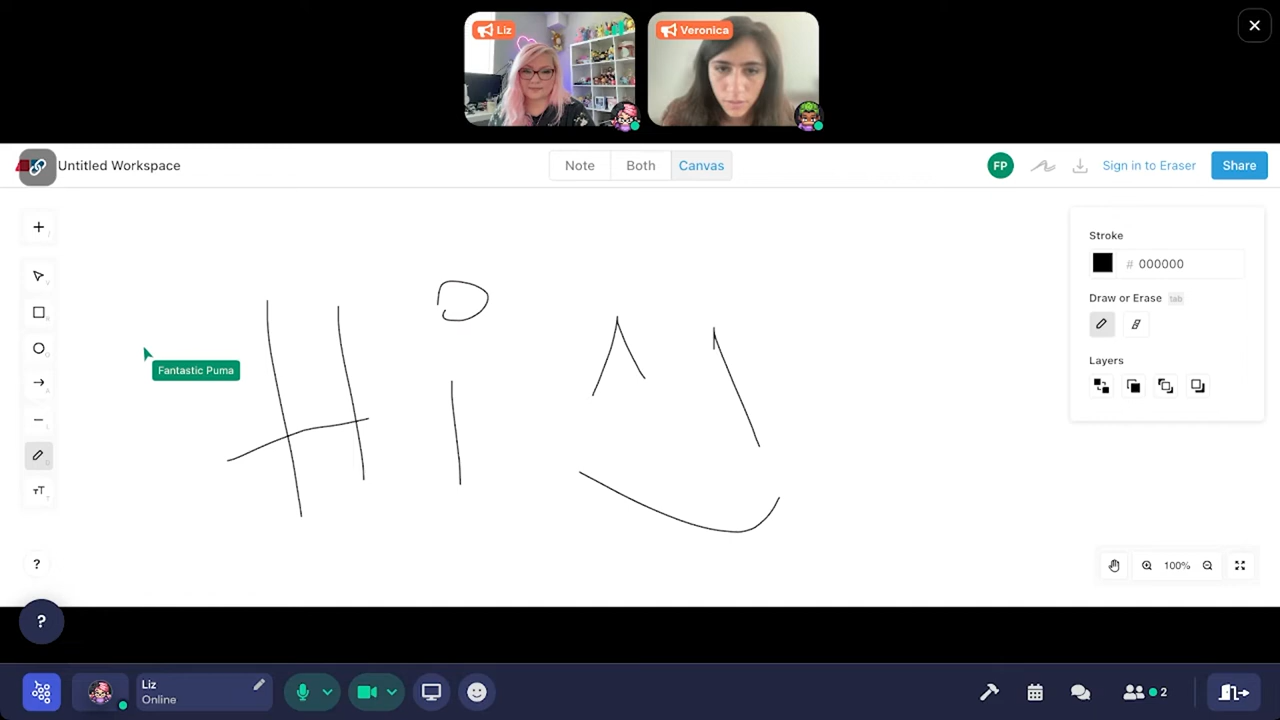 Liz
Veronica
Untitled Workspace
Note Both Canvas
FP
Sign in to Eraser
Share
Stroke
# 000000
Draw or Erase tab
Layers
Fantastic Puma
Hi
?
100%
?
Liz
Online
2